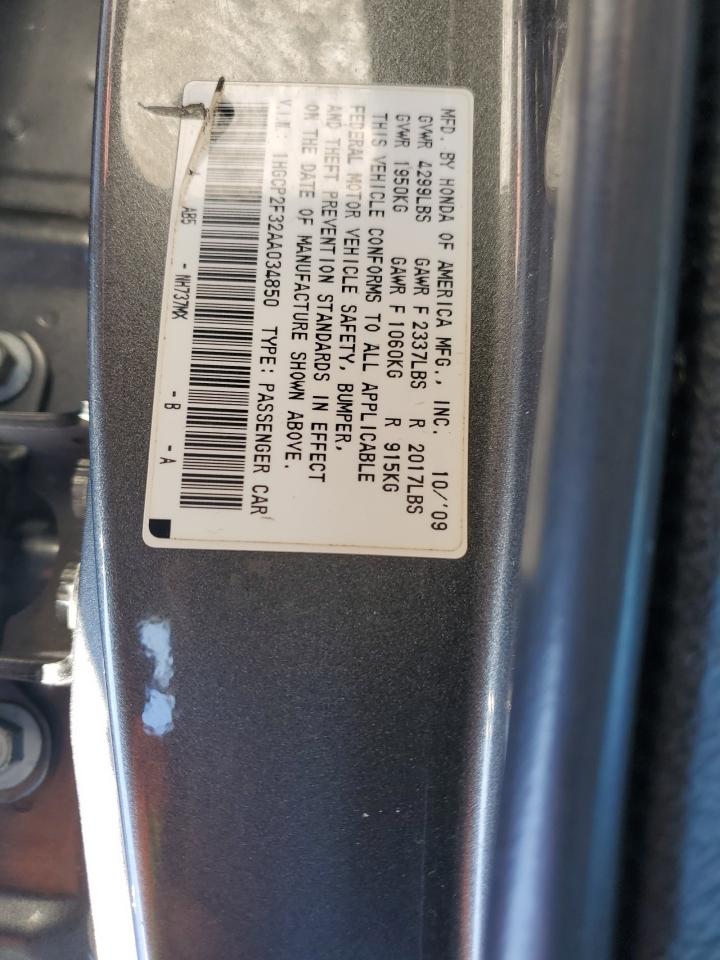 MFD. BY HONDA OF AMERICA MFG., INC. 10/'09
GVWR 4299LBS GAWR F 2337LBS R 2017LBS
GVWR 1950KG GAWR F 1060KG R 915KG
THIS VEHICLE CONFORMS TO ALL APPLICABLE
FEDERAL MOTOR VEHICLE SAFETY, BUMPER,
AND THEFT PREVENTION STANDARDS IN EFFECT
ON THE DATE OF MANUFACTURE SHOWN ABOVE.
V.I.N. 1HGCP2F32AA034850 TYPE: PASSENGER CAR
AB5 - NH737MX - B - A